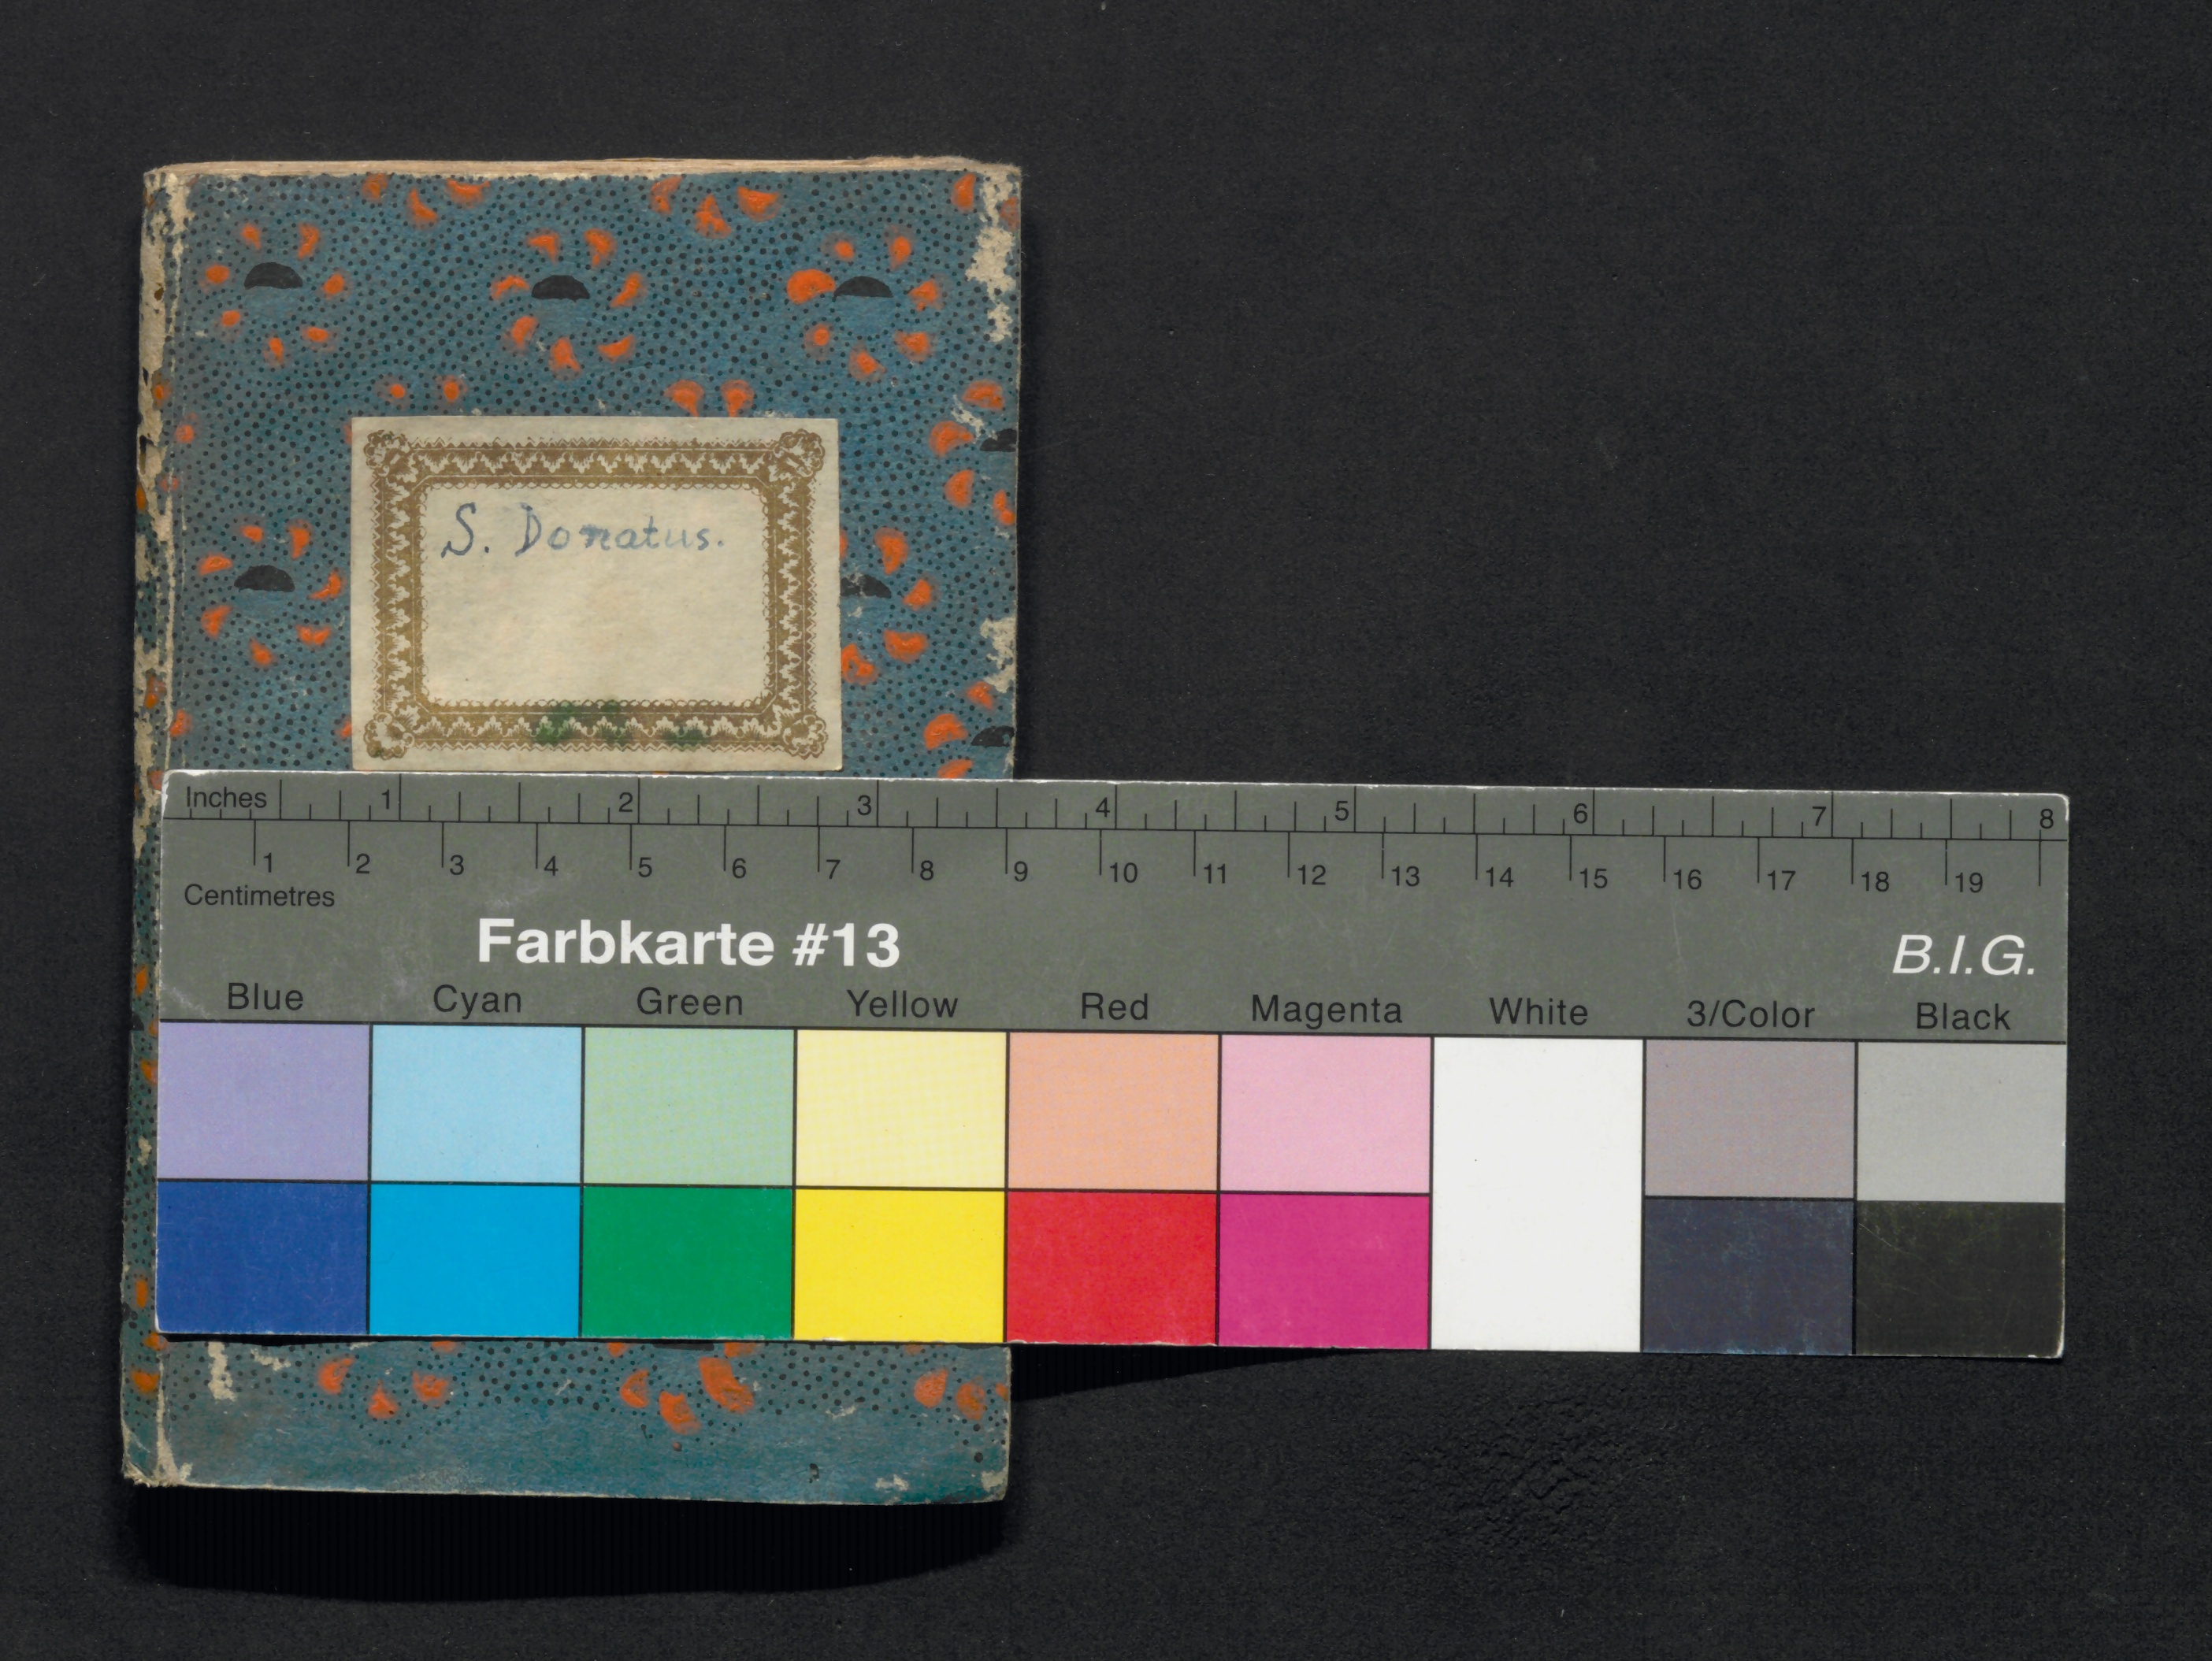 S. Donatus.
Inches 1 2 3 4 5 6 7 8
1 2 3 4 5 6 7 8 9 10 11 12 13 14 15 16 17 18 19
Centimetres
Farbkarte #13 B.I.G.
Blue Cyan Green Yellow Red Magenta White 3/Color Black